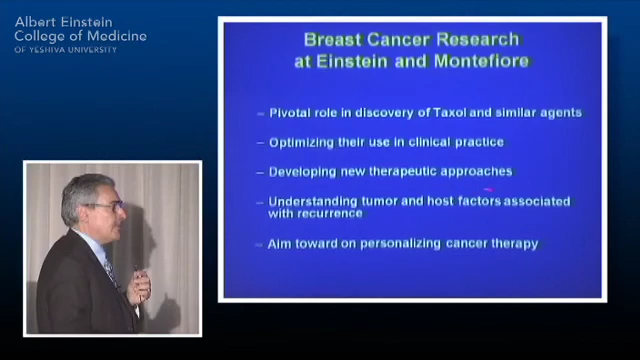 Albert Einstein
College of Medicine
OF YESHIVA UNIVERSITY
Breast Cancer Research
at Einstein and Montefiore
– Pivotal role in discovery of Taxol and similar agents
– Optimizing their use in clinical practice
– Developing new therapeutic approaches
– Understanding tumor and host factors associated
with recurrence
– Aim toward on personalizing cancer therapy